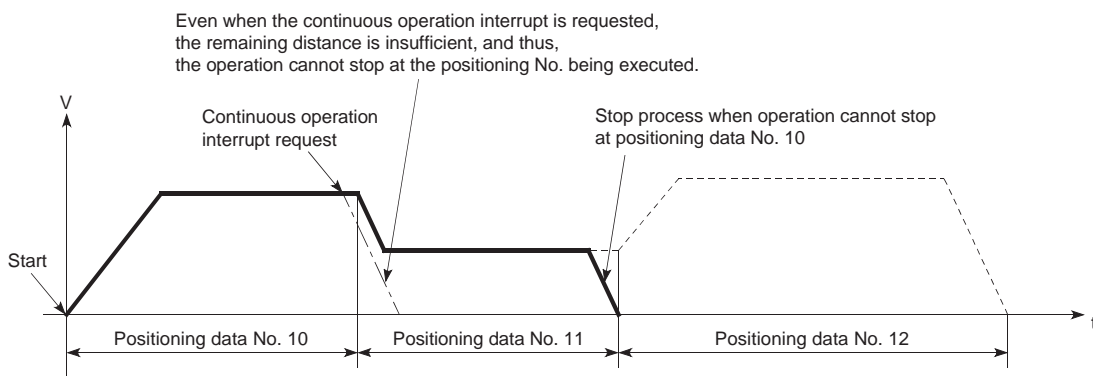 Even when the continuous operation interrupt is requested,
the remaining distance is insufficient, and thus,
the operation cannot stop at the positioning No. being executed.
V
Continuous operation
interrupt request
Stop process when operation cannot stop
at positioning data No. 10
Start
t
Positioning data No. 10
Positioning data No. 11
Positioning data No. 12